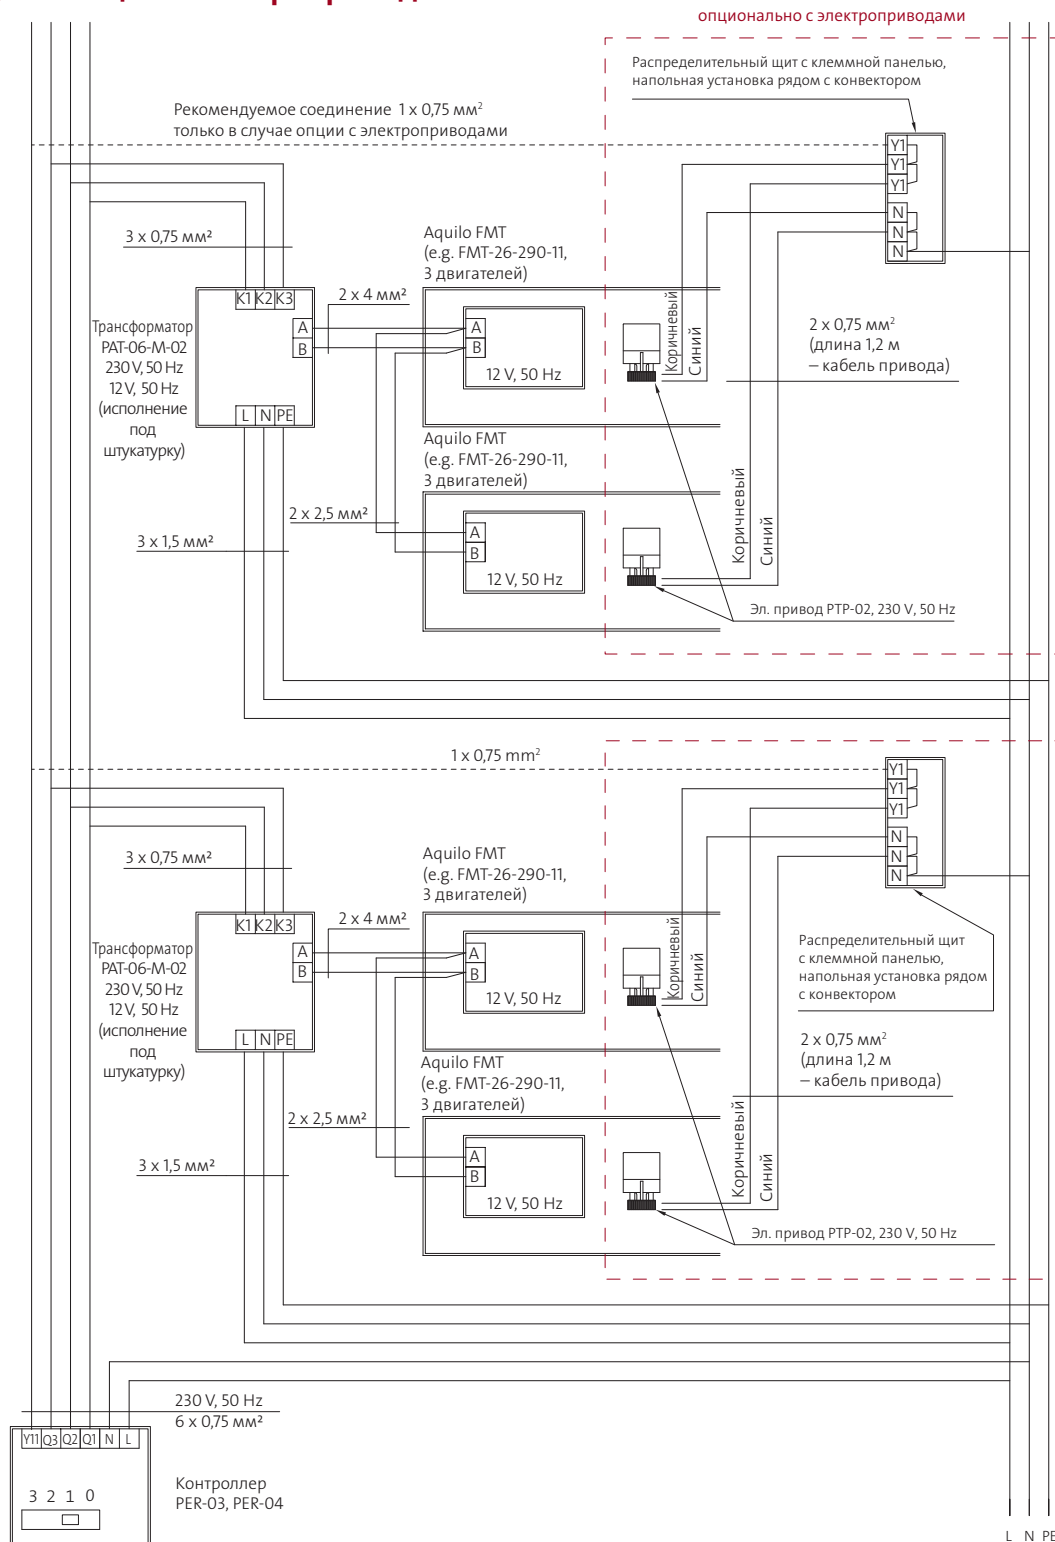 опционально с электроприводами
Распределительный щит с клеммной панелью,
напольная установка рядом с конвектором
Рекомендуемое соединение 1 x 0,75 мм²
только в случае опции с электроприводами
Y1
Y1
Y1
N
N
N
3 x 0,75 мм²
Aquilo FMT
(e.g. FMT-26-290-11,
3 двигателей)
K1 K2 K3
2 x 4 мм²
Трансформатор
PAT-06-M-02
230 V, 50 Hz
12 V, 50 Hz
(исполнение
под
штукатурку)
A
B
A
B
12 V, 50 Hz
Коричневый
Синий
2 x 0,75 мм²
(длина 1,2 м
– кабель привода)
L N PE
Aquilo FMT
(e.g. FMT-26-290-11,
3 двигателей)
2 x 2,5 мм²
3 x 1,5 мм²
A
B
12 V, 50 Hz
Коричневый
Синий
Эл. привод PTP-02, 230 V, 50 Hz
1 x 0,75 mm²
Y1
Y1
Y1
N
N
N
3 x 0,75 мм²
Aquilo FMT
(e.g. FMT-26-290-11,
3 двигателей)
K1 K2 K3
2 x 4 мм²
Трансформатор
PAT-06-M-02
230 V, 50 Hz
12 V, 50 Hz
(исполнение
под
штукатурку)
A
B
A
B
12 V, 50 Hz
Коричневый
Синий
Распределительный щит
с клеммной панелью,
напольная установка рядом
с конвектором
2 x 0,75 мм²
(длина 1,2 м
– кабель привода)
L N PE
Aquilo FMT
(e.g. FMT-26-290-11,
3 двигателей)
2 x 2,5 мм²
3 x 1,5 мм²
A
B
12 V, 50 Hz
Коричневый
Синий
Эл. привод PTP-02, 230 V, 50 Hz
230 V, 50 Hz
6 x 0,75 мм²
Y11 Q3 Q2 Q1 N L
3 2 1 0
Контроллер
PER-03, PER-04
L N PE